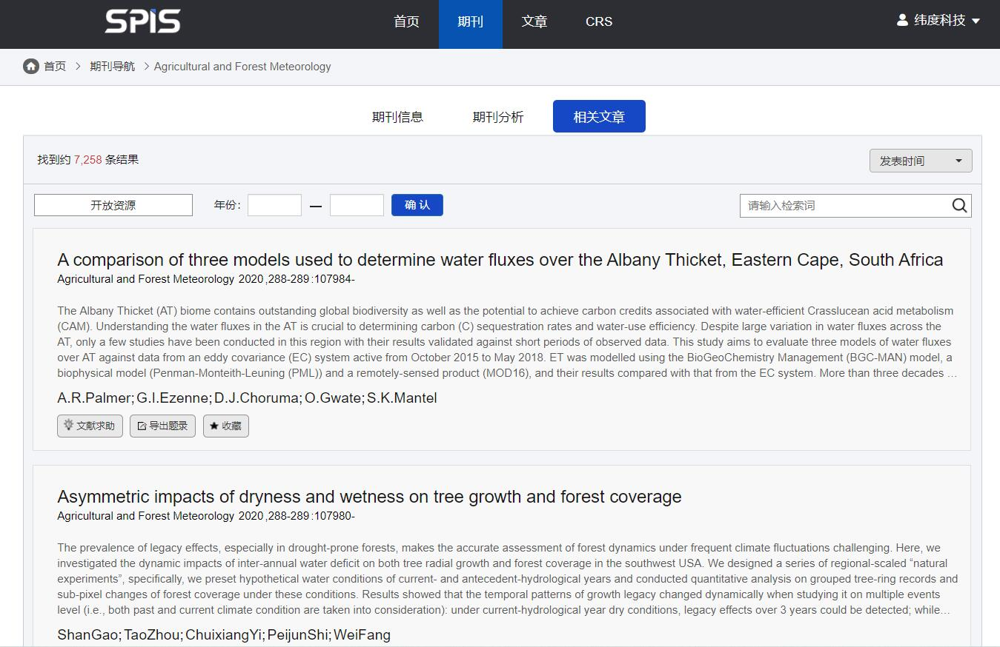 SPIS
首页 期刊 文章 CRS 纬度科技
首页 > 期刊导航 > Agricultural and Forest Meteorology
期刊信息 期刊分析 相关文章
找到约 7,258 条结果 发表时间
开放资源 年份: — 确 认 请输入检索词
A comparison of three models used to determine water fluxes over the Albany Thicket, Eastern Cape, South Africa
Agricultural and Forest Meteorology 2020 ,288-289 :107984-
The Albany Thicket (AT) biome contains outstanding global biodiversity as well as the potential to achieve carbon credits associated with water-efficient Crasslucean acid metabolism
(CAM). Understanding the water fluxes in the AT is crucial to determining carbon (C) sequestration rates and water-use efficiency. Despite large variation in water fluxes across the
AT, only a few studies have been conducted in this region with their results validated against short periods of observed data. This study aims to evaluate three models of water fluxes
over AT against data from an eddy covariance (EC) system active from October 2015 to May 2018. ET was modelled using the BioGeoChemistry Management (BGC-MAN) model, a
biophysical model (Penman-Monteith-Leuning (PML)) and a remotely-sensed product (MOD16), and their results compared with that from the EC system. More than three decades ...
A.R.Palmer; G.I.Ezenne; D.J.Choruma; O.Gwate; S.K.Mantel
文献求助 导出题录 ★ 收藏
Asymmetric impacts of dryness and wetness on tree growth and forest coverage
Agricultural and Forest Meteorology 2020 ,288-289 :107980-
The prevalence of legacy effects, especially in drought-prone forests, makes the accurate assessment of forest dynamics under frequent climate fluctuations challenging. Here, we
investigated the dynamic impacts of inter-annual water deficit on both tree radial growth and forest coverage in the southwest USA. We designed a series of regional-scaled “natural
experiments”, specifically, we preset hypothetical water conditions of current- and antecedent-hydrological years and conducted quantitative analysis on grouped tree-ring records and
sub-pixel changes of forest coverage under these conditions. Results showed that the temporal patterns of growth legacy changed dynamically when studying it on multiple events
level (i.e., both past and current climate condition are taken into consideration): under current-hydrological year dry conditions, legacy effects over 3 years could be detected; while...
ShanGao; TaoZhou; ChuixiangYi; PeijunShi; WeiFang